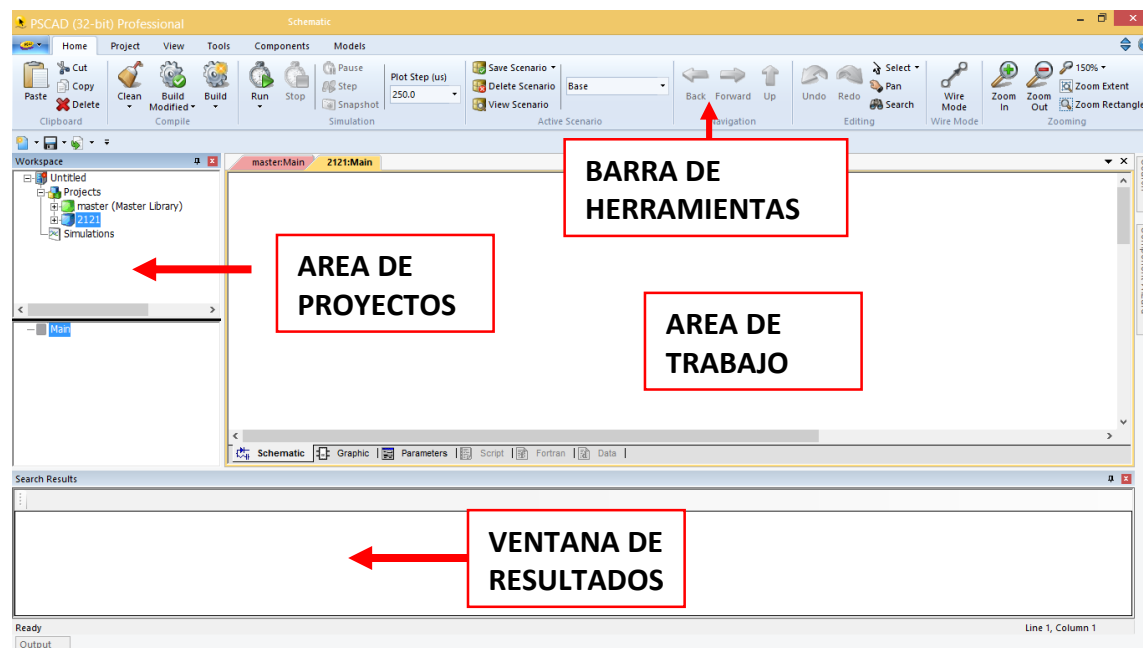 PSCAD (32-bit) Professional Schematic
Home Project View Tools Components Models
Paste
Cut
Copy
Delete
Clipboard
Clean
Build Modified
Build
Compile
Run
Stop
Pause
Step
Snapshot
Plot Step (us)
250.0
Simulation
Save Scenario
Delete Scenario
View Scenario
Base
Active Scenario
Back Forward Up
Navigation
Undo Redo
Select
Pan
Search
Editing
Wire
Mode
Wire Mode
Zoom
In
Zoom
Out
150%
Zoom Extent
Zoom Rectangle
Zooming
Workspace
Untitled
Projects
master (Master Library)
2121
Simulations
Main
master:Main 2121:Main
BARRA DE
HERRAMIENTAS
AREA DE
PROYECTOS
AREA DE
TRABAJO
Schematic Graphic Parameters Script Fortran Data
Search Results
VENTANA DE
RESULTADOS
Ready Line 1, Column 1
Output